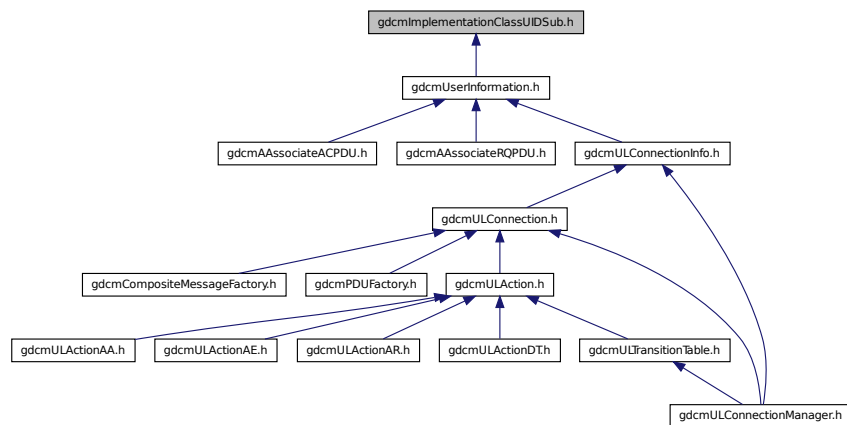 gdcmImplementationClassUIDSub.h
gdcmUserInformation.h
gdcmAAssociateACPDU.h
gdcmAAssociateRQPDU.h
gdcmULConnectionInfo.h
gdcmULConnection.h
gdcmCompositeMessageFactory.h
gdcmPDUFactory.h
gdcmULAction.h
gdcmULActionAA.h
gdcmULActionAE.h
gdcmULActionAR.h
gdcmULActionDT.h
gdcmULTransitionTable.h
gdcmULConnectionManager.h